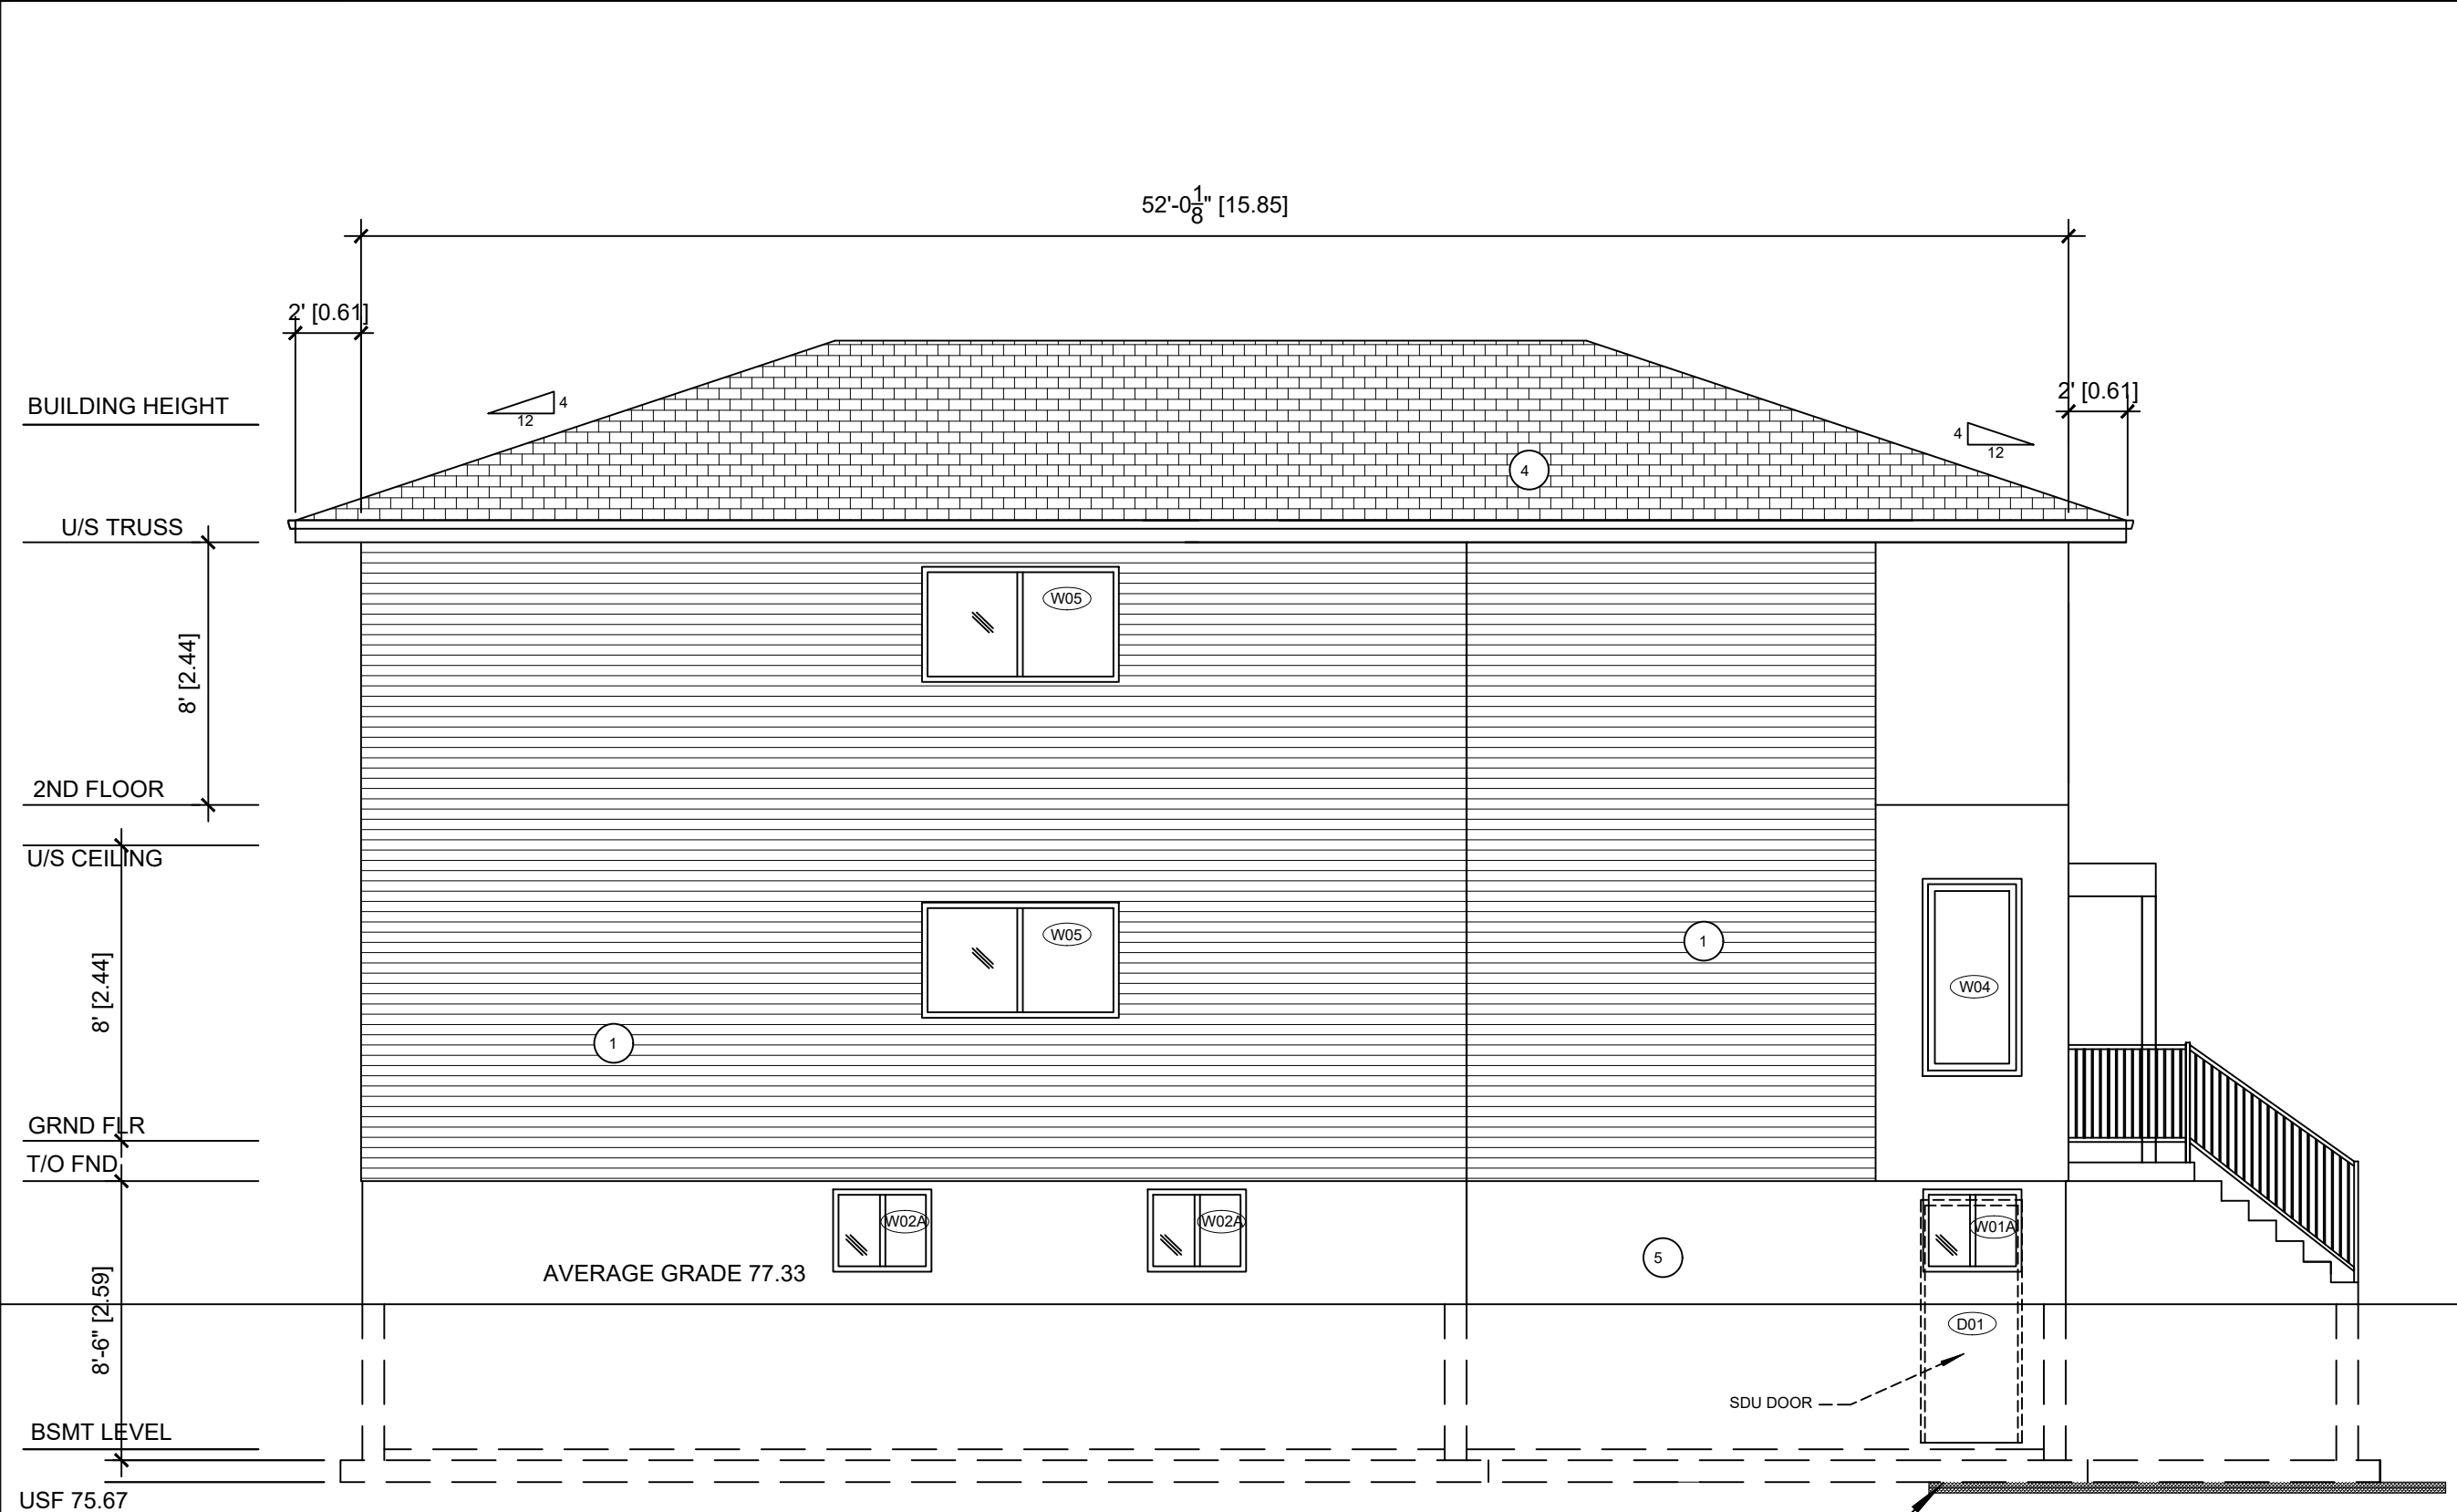 52'-0 1/8" [15.85]
2' [0.61]
BUILDING HEIGHT
2' [0.61]
4
12
4
12
4
U/S TRUSS
W05
8' [2.44]
2ND FLOOR
U/S CEILING
W05
1
W04
8' [2.44]
1
GRND FLR
T/O FND
W02A
W02A
W01A
5
AVERAGE GRADE 77.33
8'-6" [2.59]
D01
SDU DOOR
BSMT LEVEL
USF 75.67